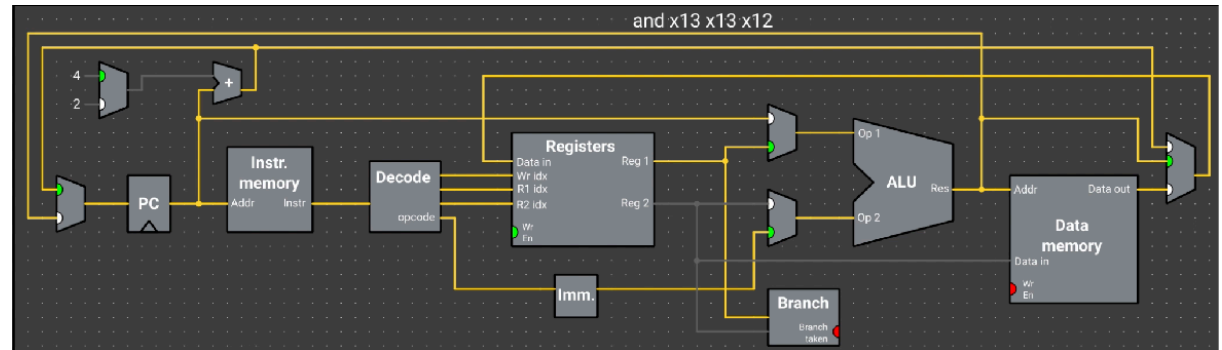 and x13 x13 x12
4
2
+
PC
Instr.
memory
Addr
Instr
Decode
opcode
Registers
Data in
Wr idx
R1 idx
R2 idx
Wr
En
Reg 1
Reg 2
Imm.
Branch
Branch
taken
Op 1
Op 2
ALU
Res
Addr
Data out
Data
memory
Data in
Wr
En